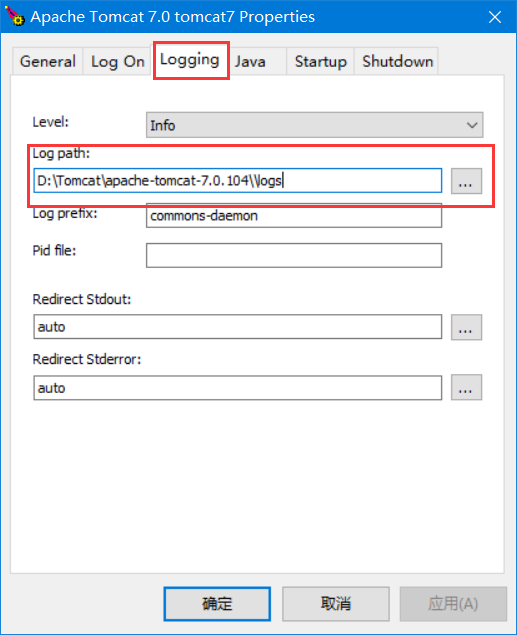 Apache Tomcat 7.0 tomcat7 Properties
General Log On Logging Java Startup Shutdown
Level: Info
Log path:
D:\Tomcat\apache-tomcat-7.0.104\\logs
...
Log prefix: commons-daemon
Pid file:
Redirect Stdout:
auto ...
Redirect Stderror:
auto ...
确定 取消 应用(A)